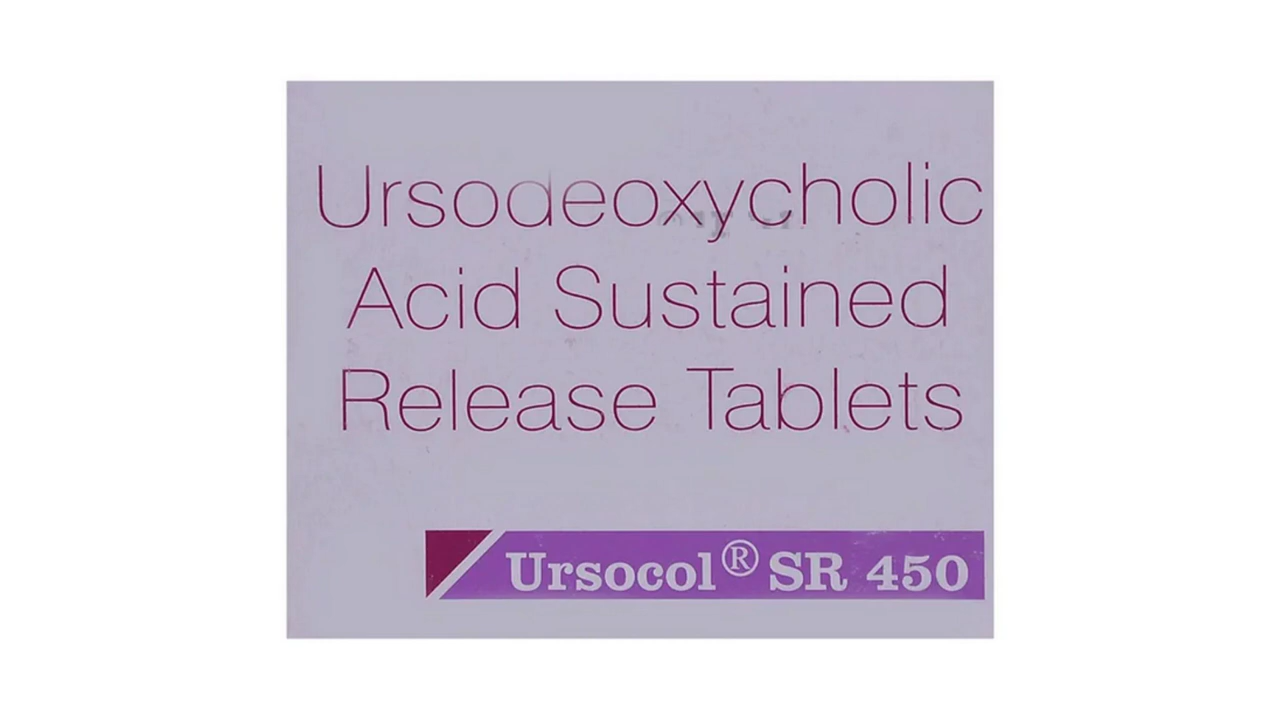 Ursodeoxycholic
Acid Sustained
Release Tablets
Ursocol® SR 450